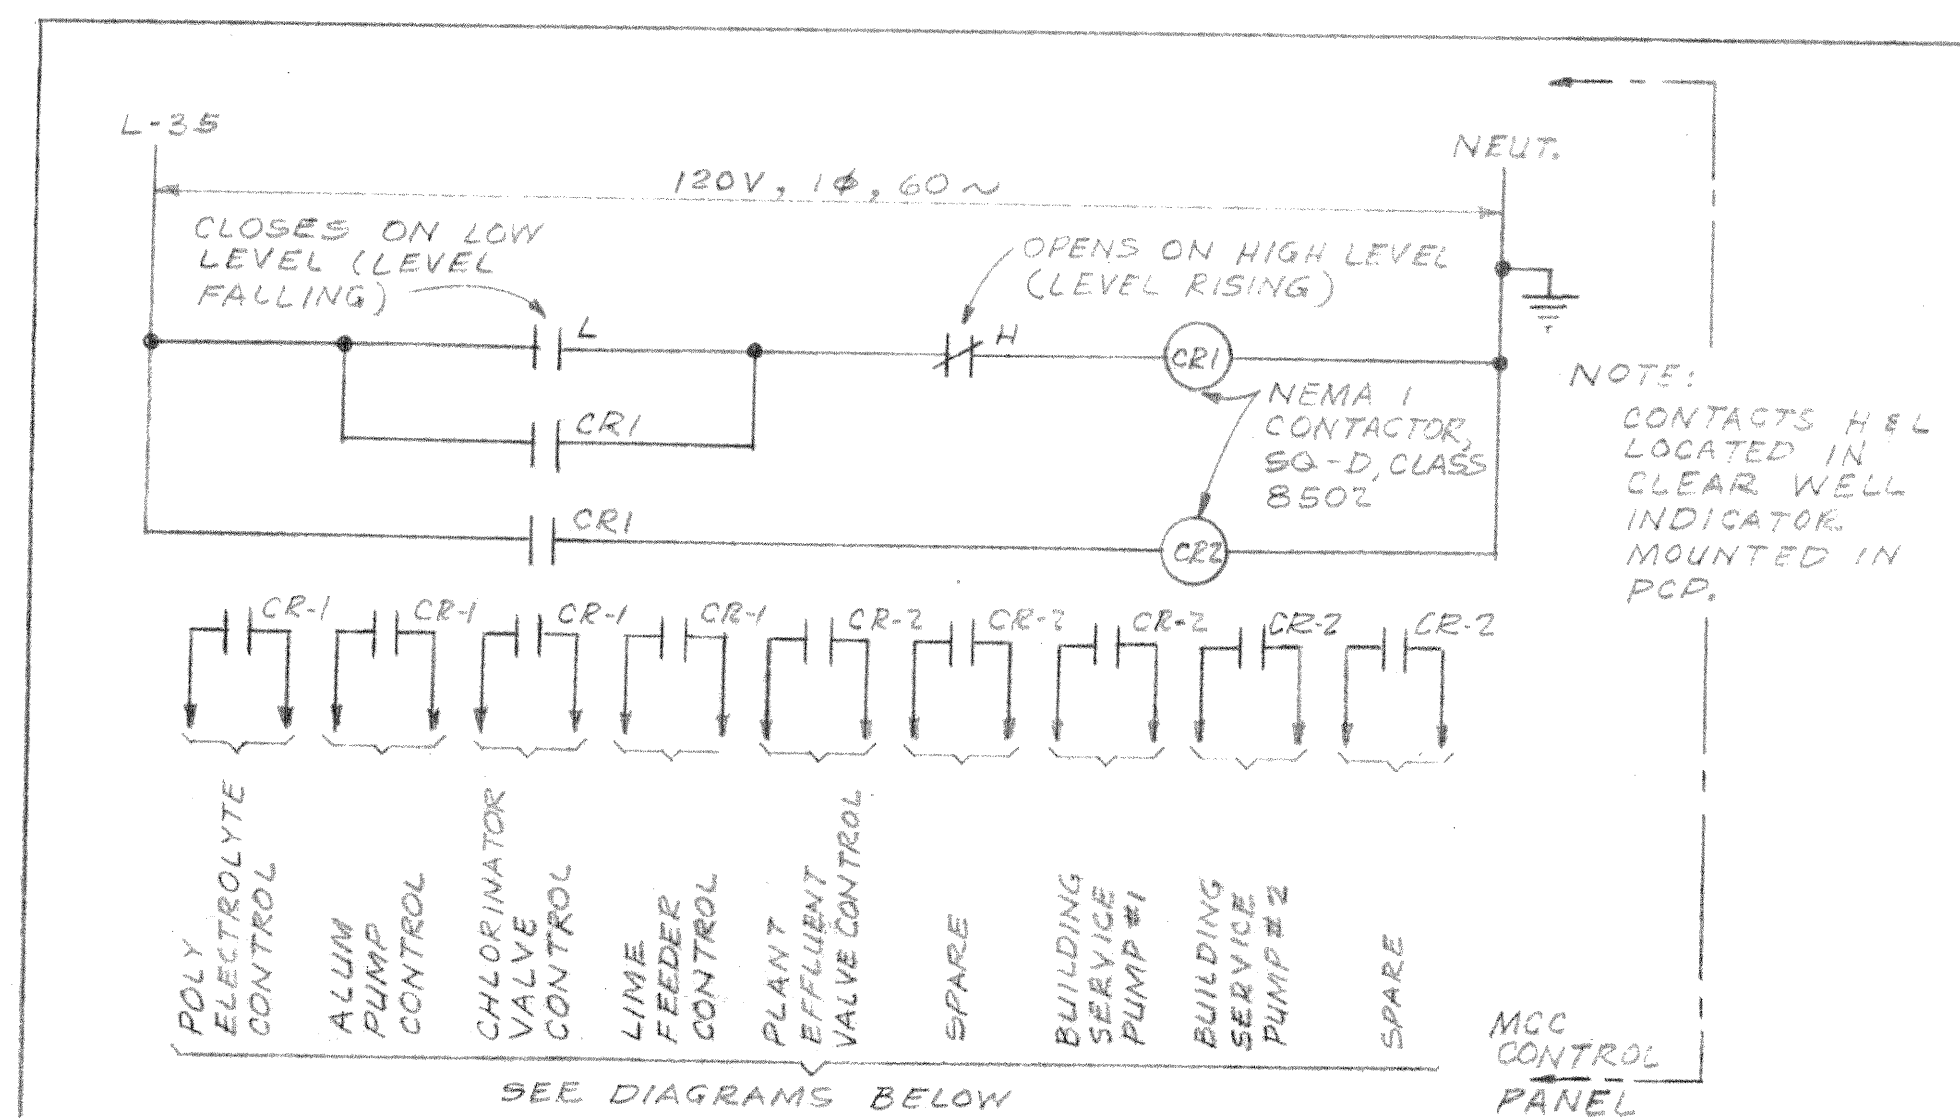 L-35
NEUT.
120V, 1Ø, 60~
CLOSES ON LOW
LEVEL (LEVEL
FALLING)
OPENS ON HIGH LEVEL
(LEVEL RISING)
L
H
CR1
CR1
NEMA 1
CONTACTOR,
SQ-D, CLASS
8502
CR1
CR2
NOTE:
CONTACTS H & L
LOCATED IN
CLEAR WELL
INDICATOR
MOUNTED IN
PCP.
CR-1
CR-1
CR-1
CR-1
CR-2
CR-2
CR-2
CR-2
CR-2
POLY
ELECTROLYTE
CONTROL
ALLUM
PUMP
CONTROL
CHLORINATOR
VALVE
CONTROL
LIME
FEEDER
CONTROL
PLANT
EFFLUENT
VALVE CONTROL
SPARE
BUILDING
SERVICE
PUMP #1
BUILDING
SERVICE
PUMP #2
SPARE
MCC
CONTROL
PANEL
SEE DIAGRAMS BELOW